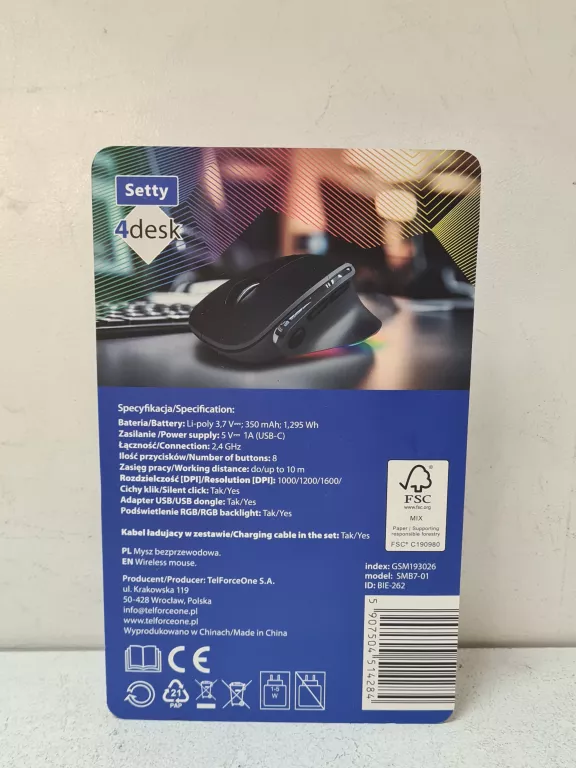 Setty
4desk
Specyfikacja/Specification:
Bateria/Battery: Li-poly 3,7 V⎓; 350 mAh; 1,295 Wh
Zasilanie /Power supply: 5 V⎓ 1A (USB-C)
Łączność/Connection: 2,4 GHz
Ilość przycisków/Number of buttons: 8
Zasięg pracy/Working distance: do/up to 10 m
Rozdzielczość [DPI]/Resolution [DPI]: 1000/1200/1600/
Cichy klik/Silent click: Tak/Yes
Adapter USB/USB dongle: Tak/Yes
Podświetlenie RGB/RGB backlight: Tak/Yes
Kabel ładujący w zestawie/Charging cable in the set: Tak/Yes
PL Mysz bezprzewodowa.
EN Wireless mouse.
Producent/Producer: TelForceOne S.A.
ul. Krakowska 119
50-428 Wrocław, Polska
info@telforceone.pl
www.telforceone.pl
Wyprodukowano w Chinach/Made in China
FSC
www.fsc.org
MIX
Paper | Supporting
responsible forestry
FSC® C190980
index: GSM193026
model: SMB7-01
ID: BIE-262
5 907504 514284
CE
21
PAP
1-8
W